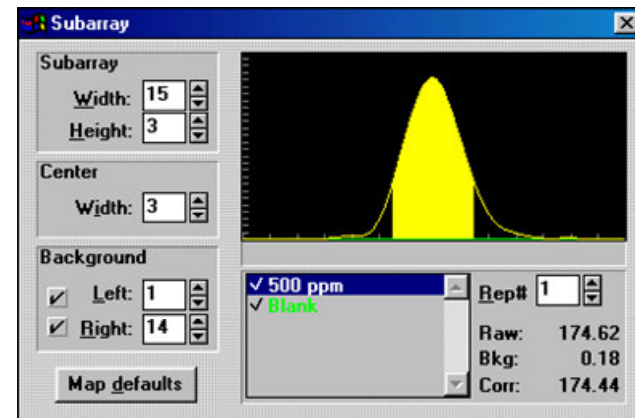 Subarray
Subarray
Width: 15
Height: 3
Center
Width: 3
Background
Left: 1
Right: 14
Map defaults
500 ppm
Blank
Rep# 1
Raw: 174.62
Bkg: 0.18
Corr: 174.44